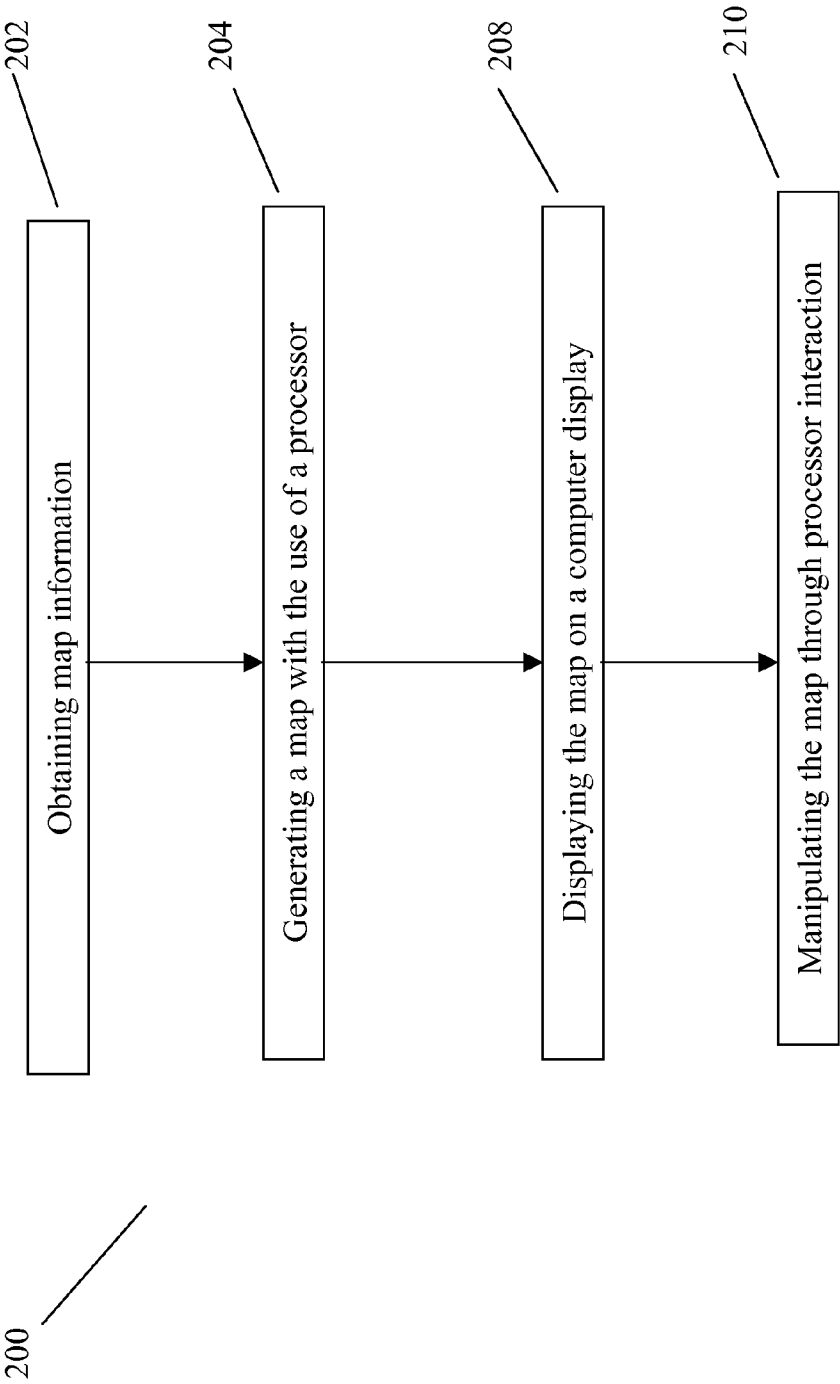 200
Obtaining map information
202
Generating a map with the use of a processor
204
Displaying the map on a computer display
208
Manipulating the map through processor interaction
210